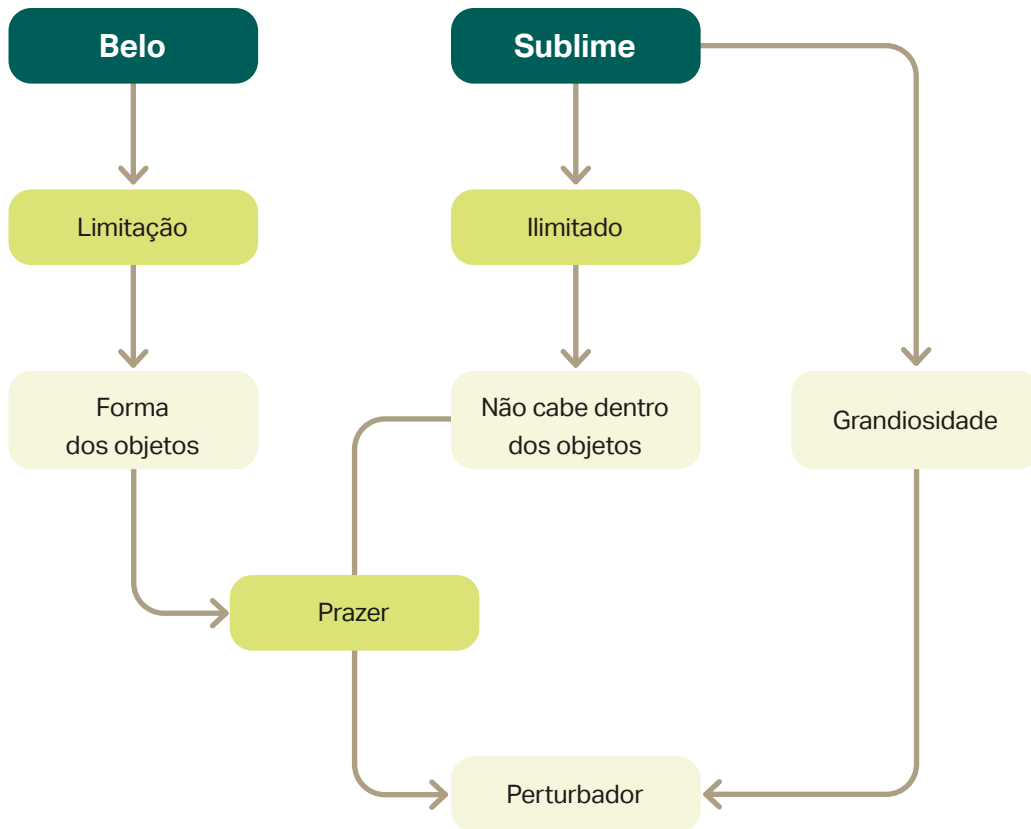 Belo
Sublime
Limitação
Ilimitado
Forma
dos objetos
Não cabe dentro
dos objetos
Grandiosidade
Prazer
Perturbador